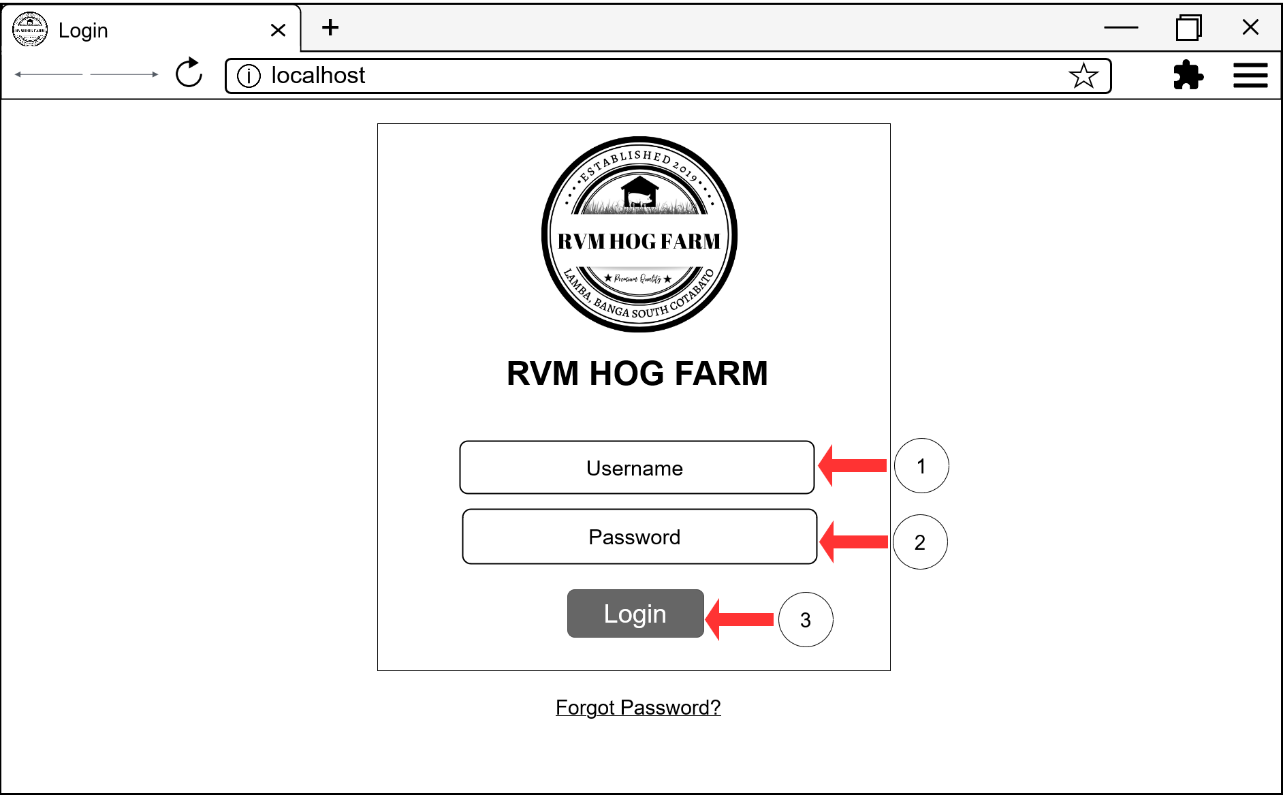 Login
localhost
ESTABLISHED 2019
RVM HOG FARM
Premium Quality
LAMBA, BANGA SOUTH COTABATO
RVM HOG FARM
Username
1
Password
2
Login
3
Forgot Password?